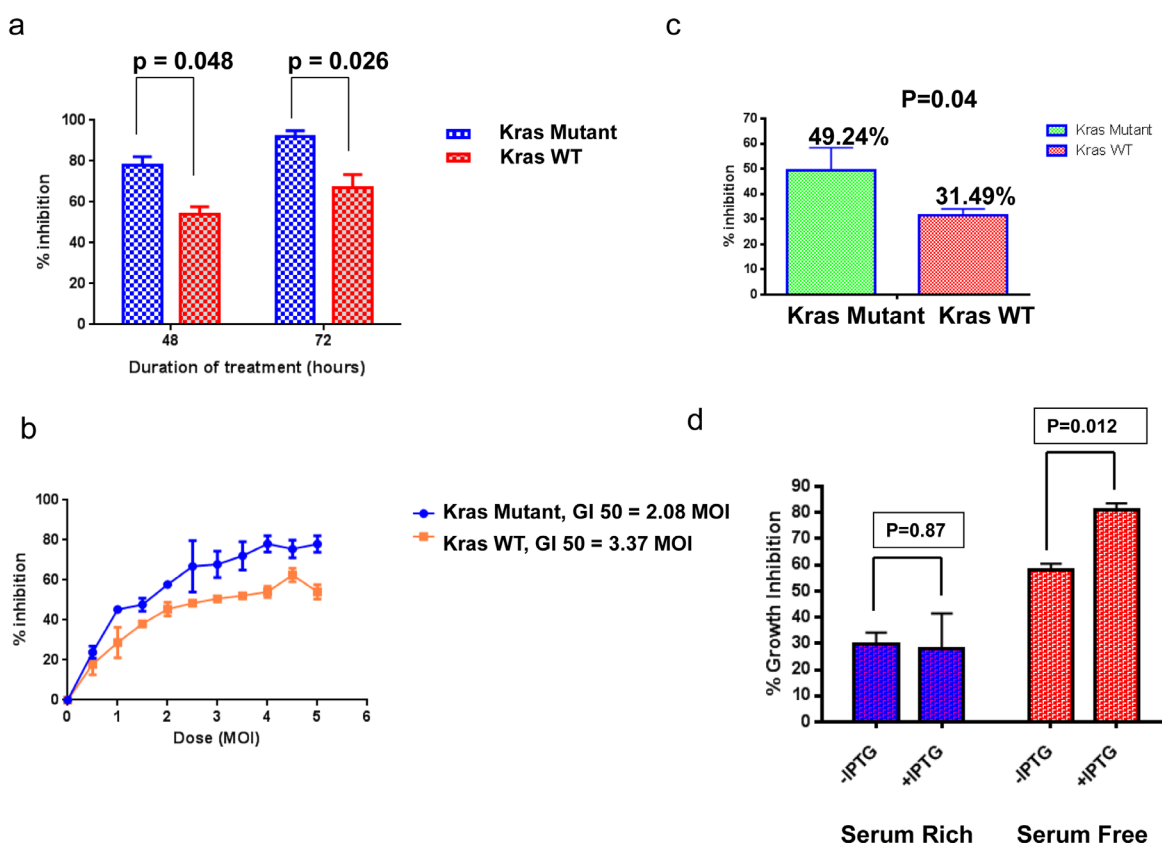 a
p = 0.048
p = 0.026
100
80
60
40
20
0
% inhibition
48
72
Duration of treatment (hours)
Kras Mutant
Kras WT
b
100
80
60
40
20
0
% inhibition
0 1 2 3 4 5 6
Dose (MOI)
Kras Mutant, GI 50 = 2.08 MOI
Kras WT, GI 50 = 3.37 MOI
c
P=0.04
49.24%
31.49%
70
60
50
40
30
20
10
0
% inhibition
Kras Mutant
Kras WT
Kras Mutant Kras WT
d
P=0.87
P=0.012
90
80
70
60
50
40
30
20
10
0
% Growth Inhibition
-IPTG
+IPTG
-IPTG
+IPTG
Serum Rich
Serum Free